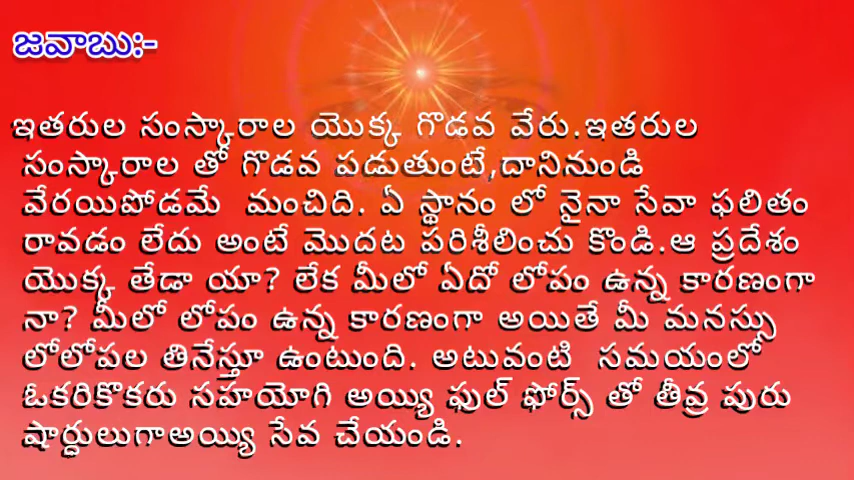 జవాబు:-
ఇతరుల సంస్కారాల యొక్క గొడవ వేరు.ఇతరుల
సంస్కారాల తో గొడవ పడుతుంటే,దానినుండి
వేరయిపోడమే మంచిది. ఏ స్థానం లో నైనా సేవా ఫలితం
రావడం లేదు అంటే మొదట పరిశీలించు కొండి.ఆ ప్రదేశం
యొక్క తేడా యా? లేక మీలో ఏదో లోపం ఉన్న కారణంగా
నా? మీలో లోపం ఉన్న కారణంగా అయితే మీ మనస్సు
లోలోపల తినేస్తూ ఉంటుంది. అటువంటి సమయంలో
ఓకరికొకరు సహయోగి అయ్యి ఫుల్ ఫోర్స్ తో తీవ్ర పురు
షార్ధులుగాఅయ్యి సేవ చేయండి.